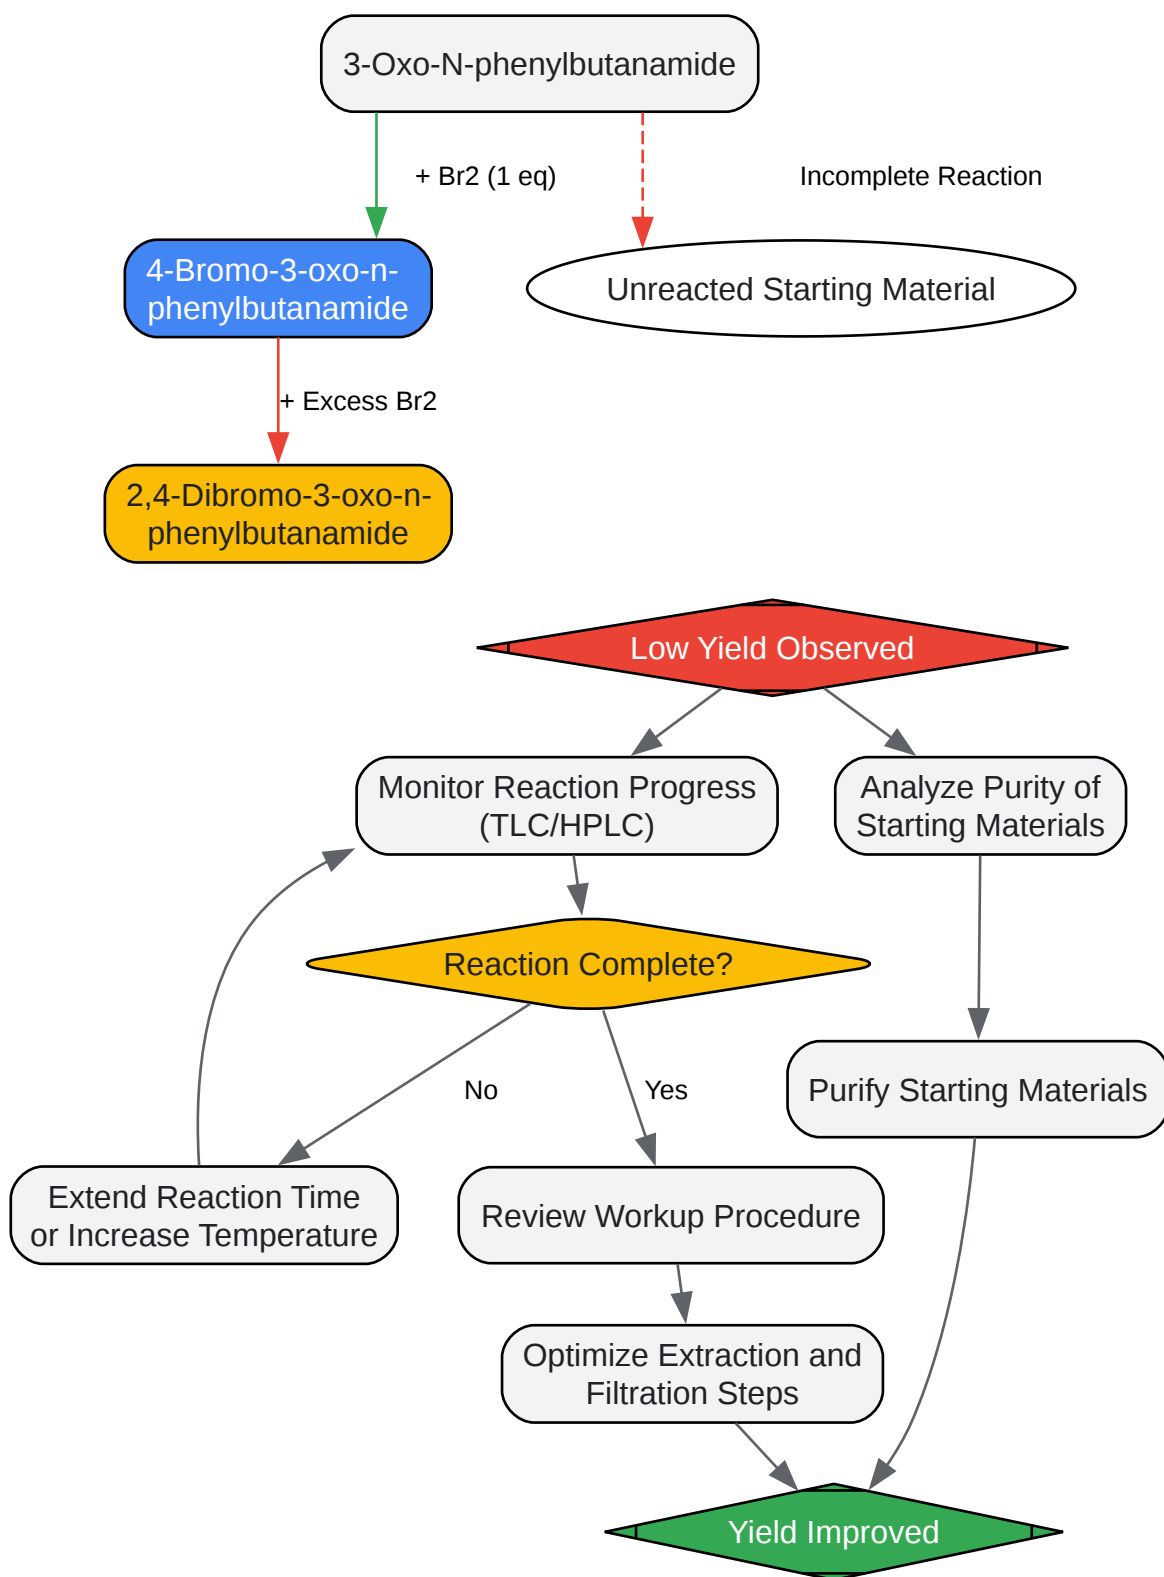 3-Oxo-N-phenylbutanamide
+ Br2 (1 eq)
Incomplete Reaction
4-Bromo-3-oxo-n-
phenylbutanamide
Unreacted Starting Material
+ Excess Br2
2,4-Dibromo-3-oxo-n-
phenylbutanamide
Low Yield Observed
Monitor Reaction Progress
(TLC/HPLC)
Analyze Purity of
Starting Materials
Reaction Complete?
No
Yes
Purify Starting Materials
Extend Reaction Time
or Increase Temperature
Review Workup Procedure
Optimize Extraction and
Filtration Steps
Yield Improved